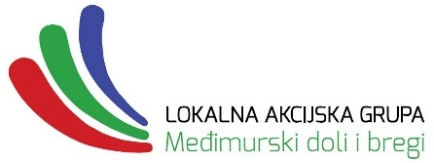 LOKALNA AKCIJSKA GRUPA
Međimurski doli i bregi